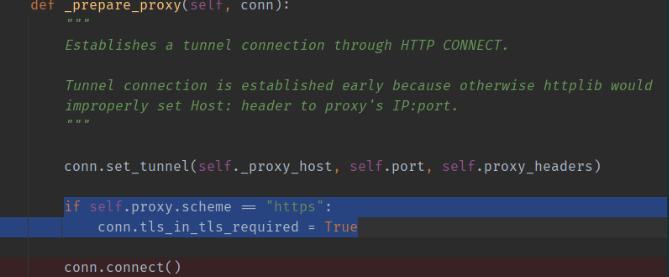 def _prepare_proxy(self, conn):
"""
Establishes a tunnel connection through HTTP CONNECT.
Tunnel connection is established early because otherwise httplib would
improperly set Host: header to proxy's IP:port.
"""
conn.set_tunnel(self._proxy_host, self.port, self.proxy_headers)
if self.proxy.scheme == "https":
conn.tls_in_tls_required = True
conn.connect()